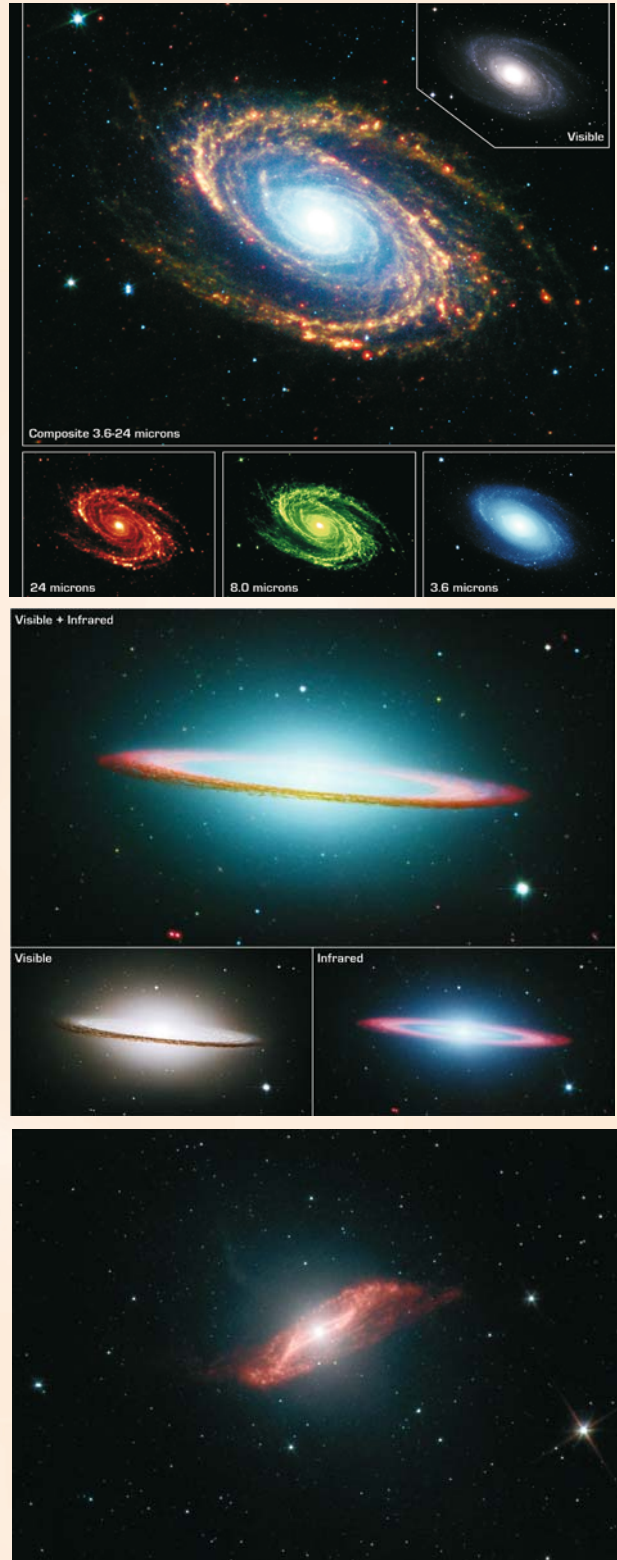 Visible
Composite 3.6-24 microns
24 microns
8.0 microns
3.6 microns
Visible + Infrared
Visible
Infrared